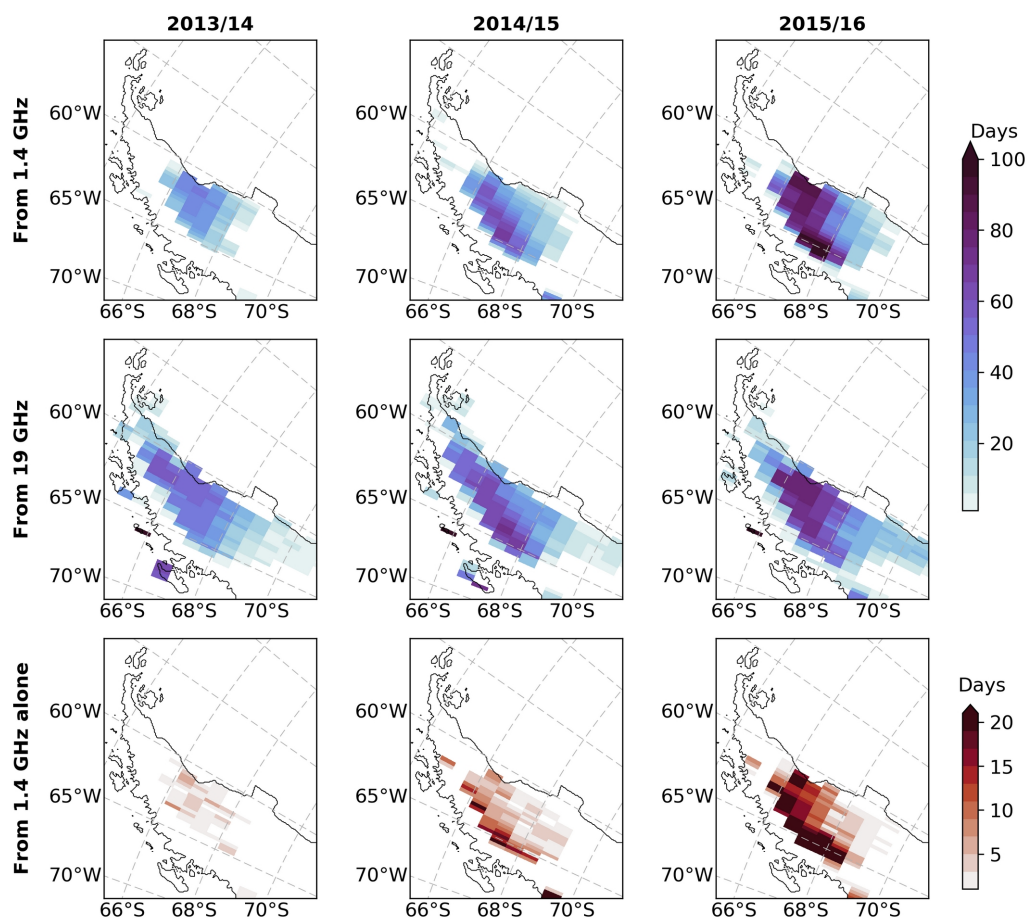 2013/14 2014/15 2015/16
From 1.4 GHz
60°W 60°W 60°W
65°W 65°W 65°W
70°W 70°W 70°W
66°S 68°S 70°S 66°S 68°S 70°S 66°S 68°S 70°S
Days
100
80
60
40
20
From 19 GHz
60°W 60°W 60°W
65°W 65°W 65°W
70°W 70°W 70°W
66°S 68°S 70°S 66°S 68°S 70°S 66°S 68°S 70°S
From 1.4 GHz alone
60°W 60°W 60°W
65°W 65°W 65°W
70°W 70°W 70°W
66°S 68°S 70°S 66°S 68°S 70°S 66°S 68°S 70°S
Days
20
15
10
5